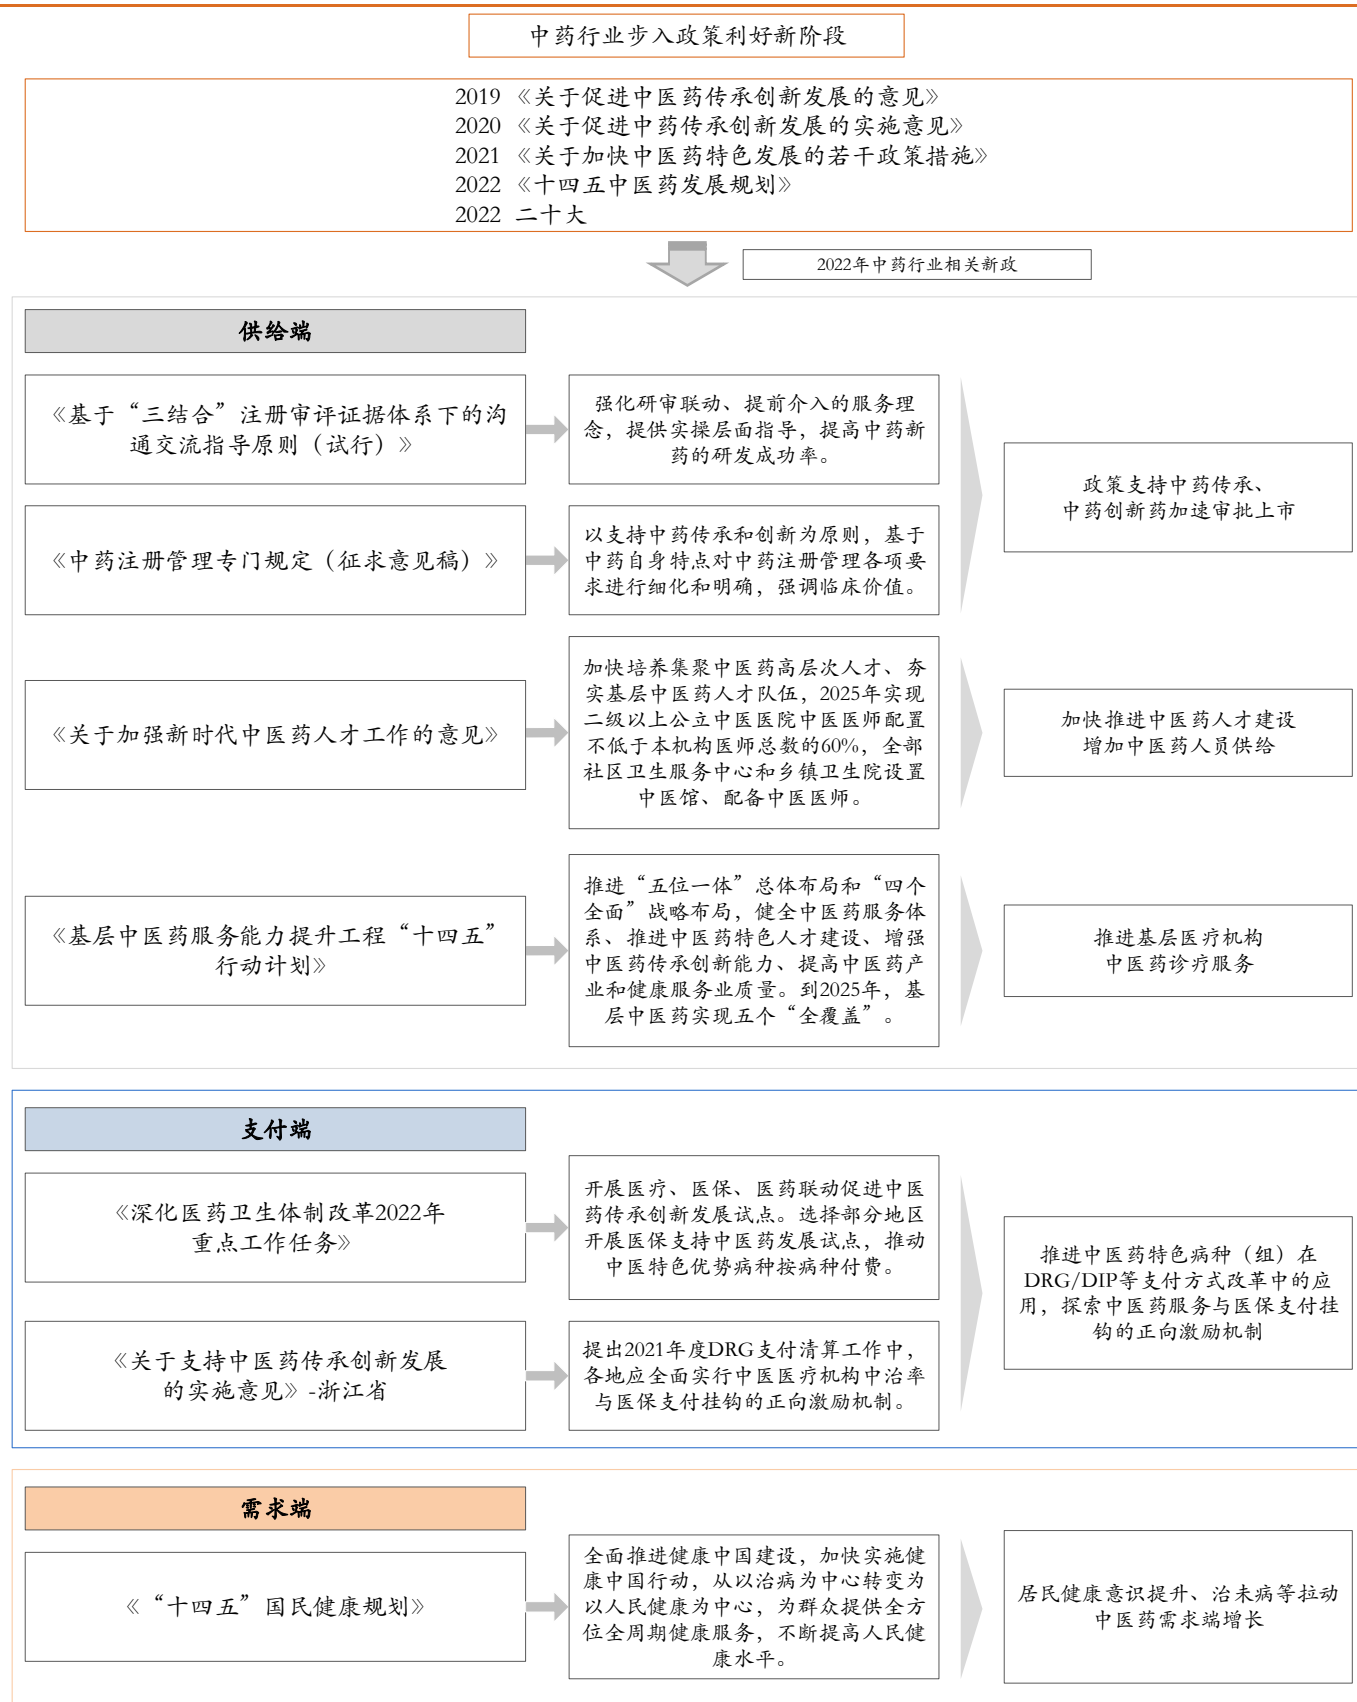 中药行业步入政策利好新阶段
2019 《关于促进中医药传承创新发展的意见》
2020 《关于促进中药传承创新发展的实施意见》
2021 《关于加快中医药特色发展的若干政策措施》
2022 《十四五中医药发展规划》
2022 二十大
2022年中药行业相关新政
供给端
《基于“三结合”注册审评证据体系下的沟
通交流指导原则（试行）》
强化研审联动、提前介入的服务理
念，提供实操层面指导，提高中药新
药的研发成功率。
政策支持中药传承、
中药创新药加速审批上市
《中药注册管理专门规定（征求意见稿）》
以支持中药传承和创新为原则，基于
中药自身特点对中药注册管理各项要
求进行细化和明确，强调临床价值。
《关于加强新时代中医药人才工作的意见》
加快培养集聚中医药高层次人才、夯
实基层中医药人才队伍，2025年实现
二级以上公立中医医院中医医师配置
不低于本机构医师总数的60%，全部
社区卫生服务中心和乡镇卫生院设置
中医馆、配备中医医师。
加快推进中医药人才建设
增加中医药人员供给
《基层中医药服务能力提升工程“十四五”
行动计划》
推进“五位一体”总体布局和“四个
全面”战略布局，健全中医药服务体
系、推进中医药特色人才建设、增强
中医药传承创新能力、提高中医药产
业和健康服务业质量。到2025年，基
层中医药实现五个“全覆盖”。
推进基层医疗机构
中医药诊疗服务
支付端
《深化医药卫生体制改革2022年
重点工作任务》
开展医疗、医保、医药联动促进中医
药传承创新发展试点。选择部分地区
开展医保支持中医药发展试点，推动
中医特色优势病种按病种付费。
推进中医药特色病种（组）在
DRG/DIP等支付方式改革中的应
用，探索中医药服务与医保支付挂
钩的正向激励机制
《关于支持中医药传承创新发展
的实施意见》-浙江省
提出2021年度DRG支付清算工作中，
各地应全面实行中医医疗机构中治率
与医保支付挂钩的正向激励机制。
需求端
《“十四五”国民健康规划》
全面推进健康中国建设，加快实施健
康中国行动，从以治病为中心转变为
以人民健康为中心，为群众提供全方
位全周期健康服务，不断提高人民健
康水平。
居民健康意识提升、治未病等拉动
中医药需求端增长